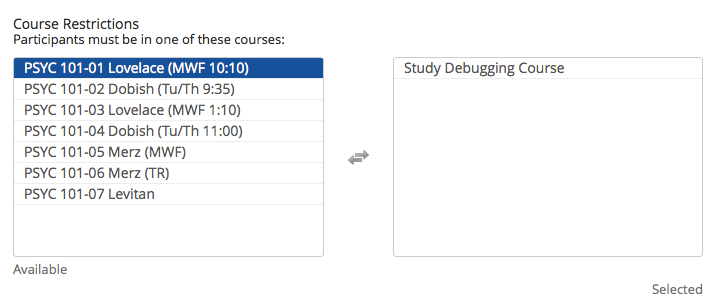 Course Restrictions
Participants must be in one of these courses:
PSYC 101-01 Lovelace (MWF 10:10)
PSYC 101-02 Dobish (Tu/Th 9:35)
PSYC 101-03 Lovelace (MWF 1:10)
PSYC 101-04 Dobish (Tu/Th 11:00)
PSYC 101-05 Merz (MWF)
PSYC 101-06 Merz (TR)
PSYC 101-07 Levitan
Available
Study Debugging Course
Selected